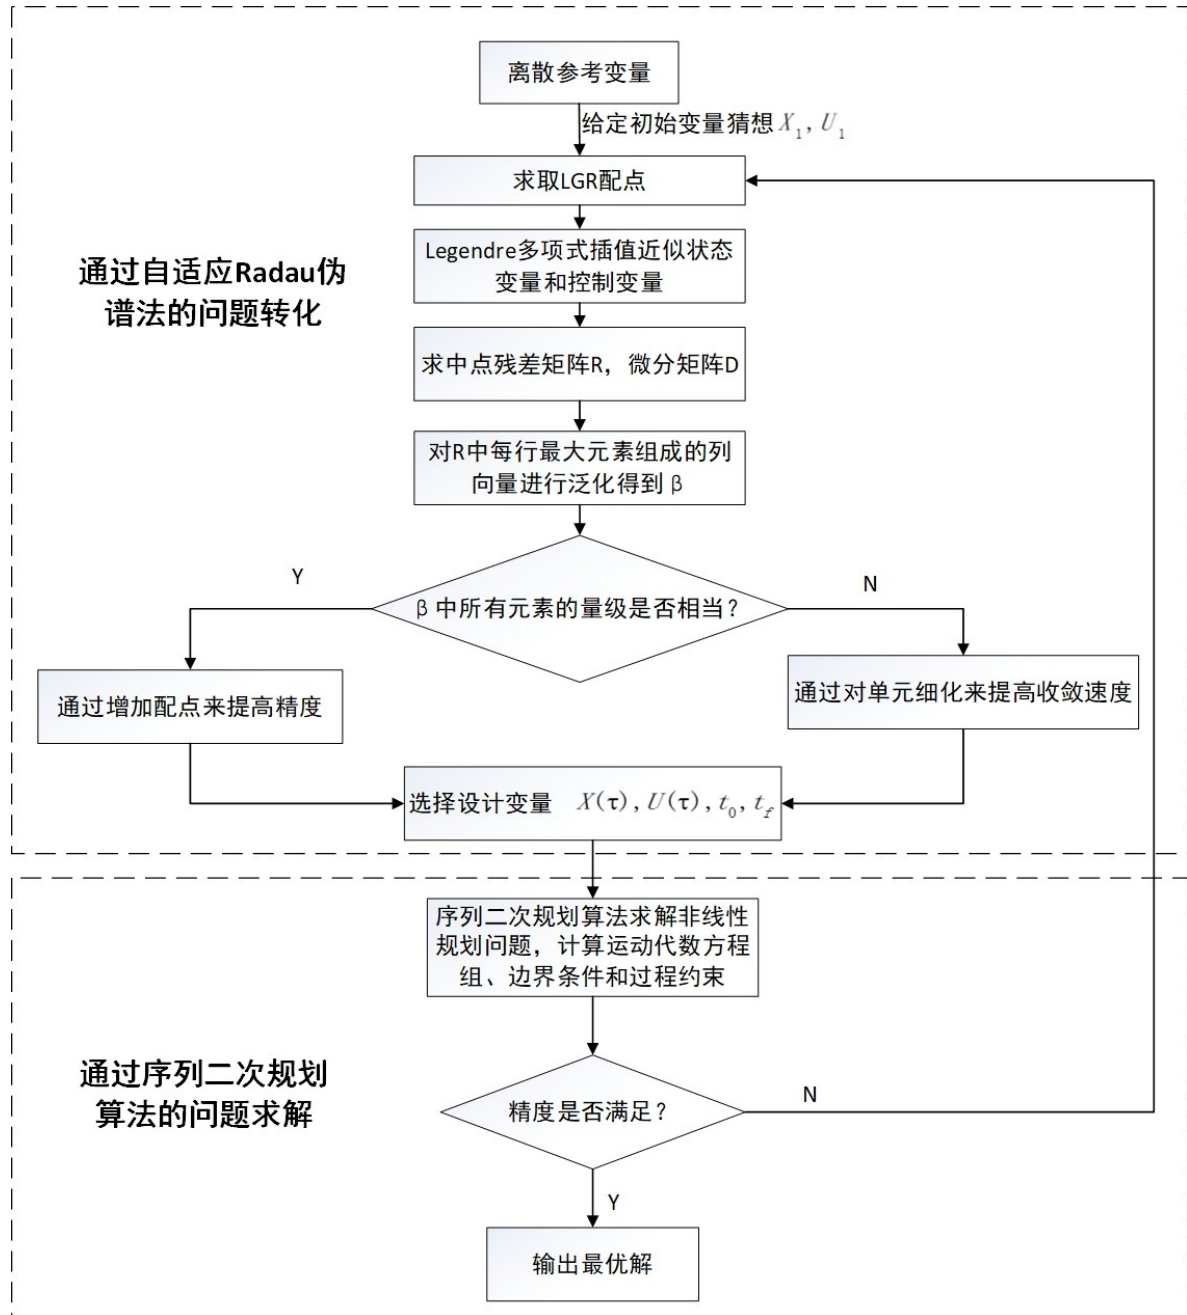 离散参考变量
给定初始变量猜想 X₁, U₁
求取LGR配点
Legendre多项式插值近似状态
变量和控制变量
通过自适应Radau伪
谱法的问题转化
求中点残差矩阵R，微分矩阵D
对R中每行最大元素组成的列
向量进行泛化得到 β
Y
N
β 中所有元素的量级是否相当？
通过增加配点来提高精度
通过对单元细化来提高收敛速度
选择设计变量 X(τ), U(τ), t₀, t_f
序列二次规划算法求解非线性
规划问题，计算运动代数方程
组、边界条件和过程约束
通过序列二次规划
算法的问题求解
精度是否满足？
N
Y
输出最优解